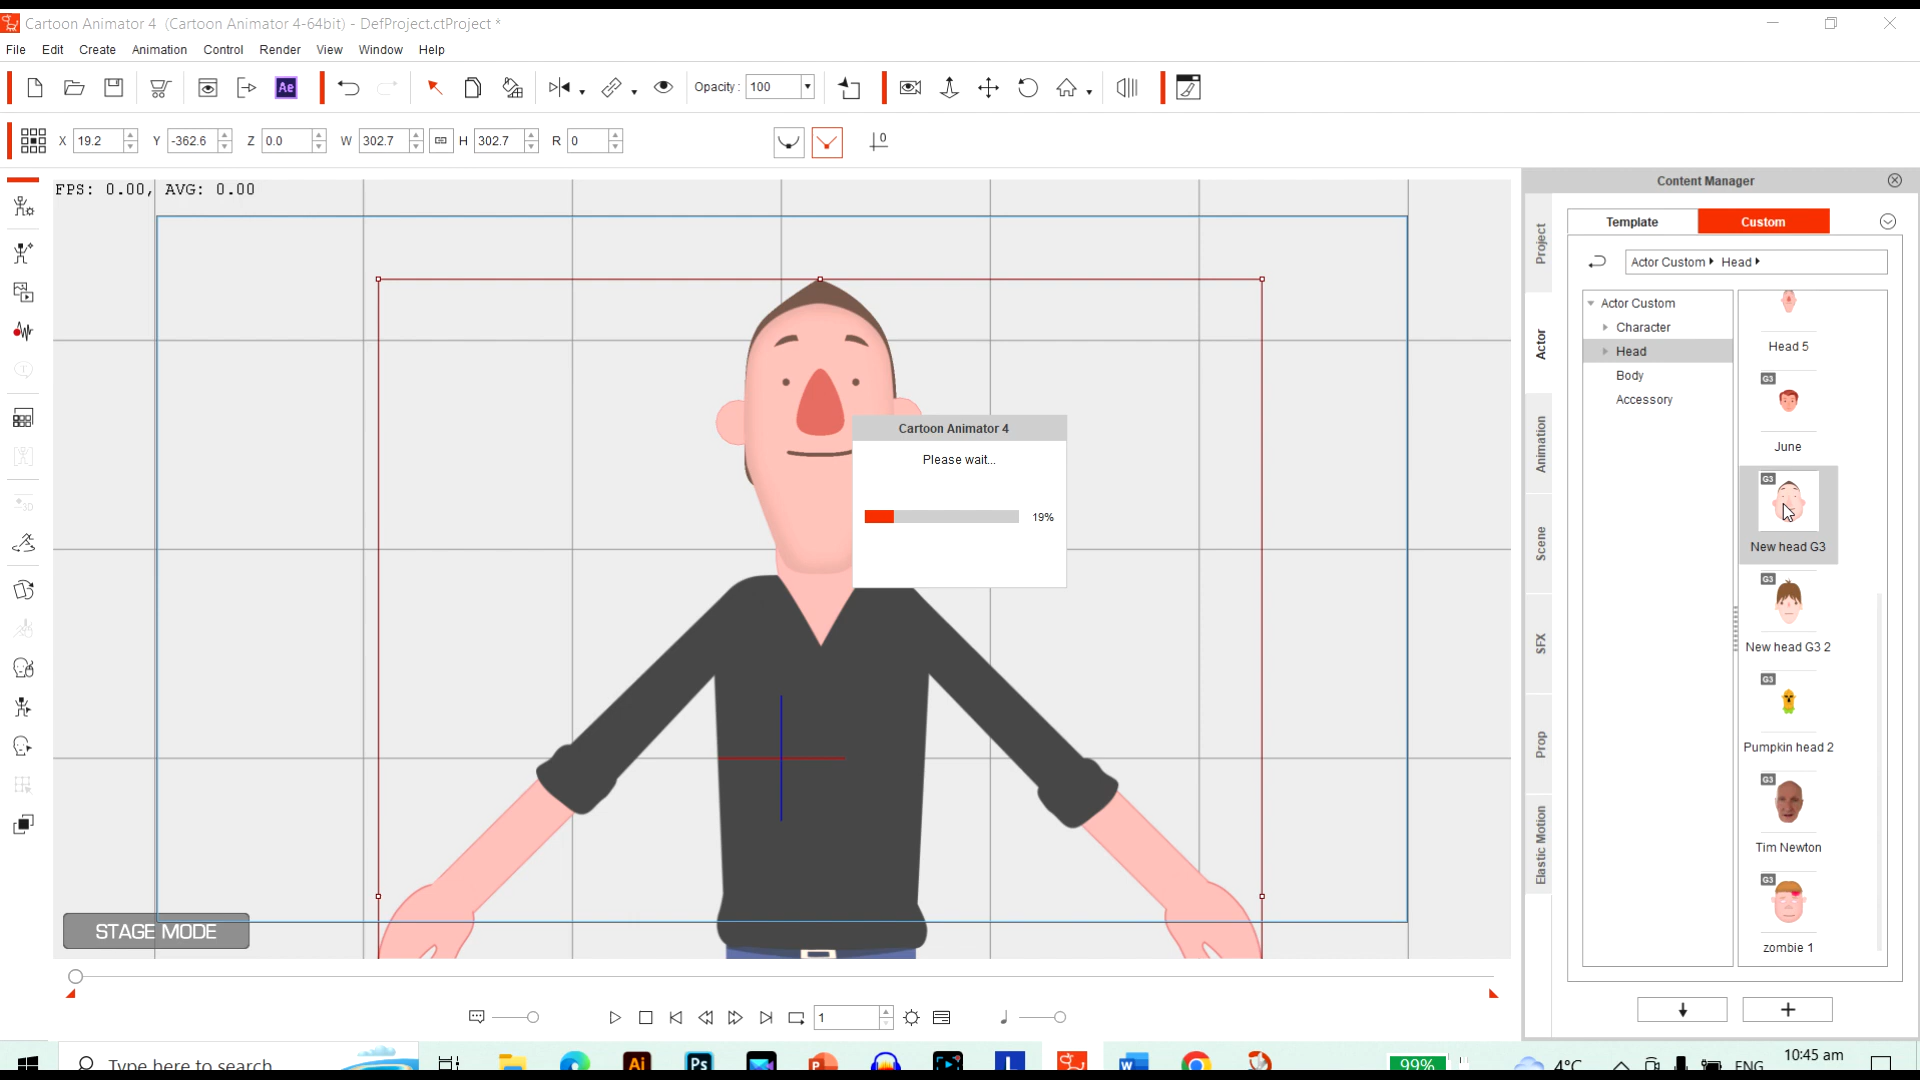 Cartoon Animator 4  (Cartoon Animator 4-64bit) - DefProject.ctProject *
File Edit Create Animation Control Render View Window Help
Ae
Opacity : 100
X 19.2 Y -362.6 Z 0.0 W 302.7 H 302.7 R 0
0
FPS: 0.00, AVG: 0.00
Content Manager
Template Custom
Actor Custom Head
Project
Actor
Animation
Scene
SFX
Prop
Elastic Motion
Actor Custom
Character
Head
Body
Accessory
Head 5
G3
June
G3
New head G3
G3
New head G3 2
G3
Pumpkin head 2
G3
Tim Newton
G3
zombie 1
Cartoon Animator 4
Please wait...
19%
STAGE MODE
1
Type here to search
Ai
Ps
P
L
W
99%
4°C
ENG
10:45 am